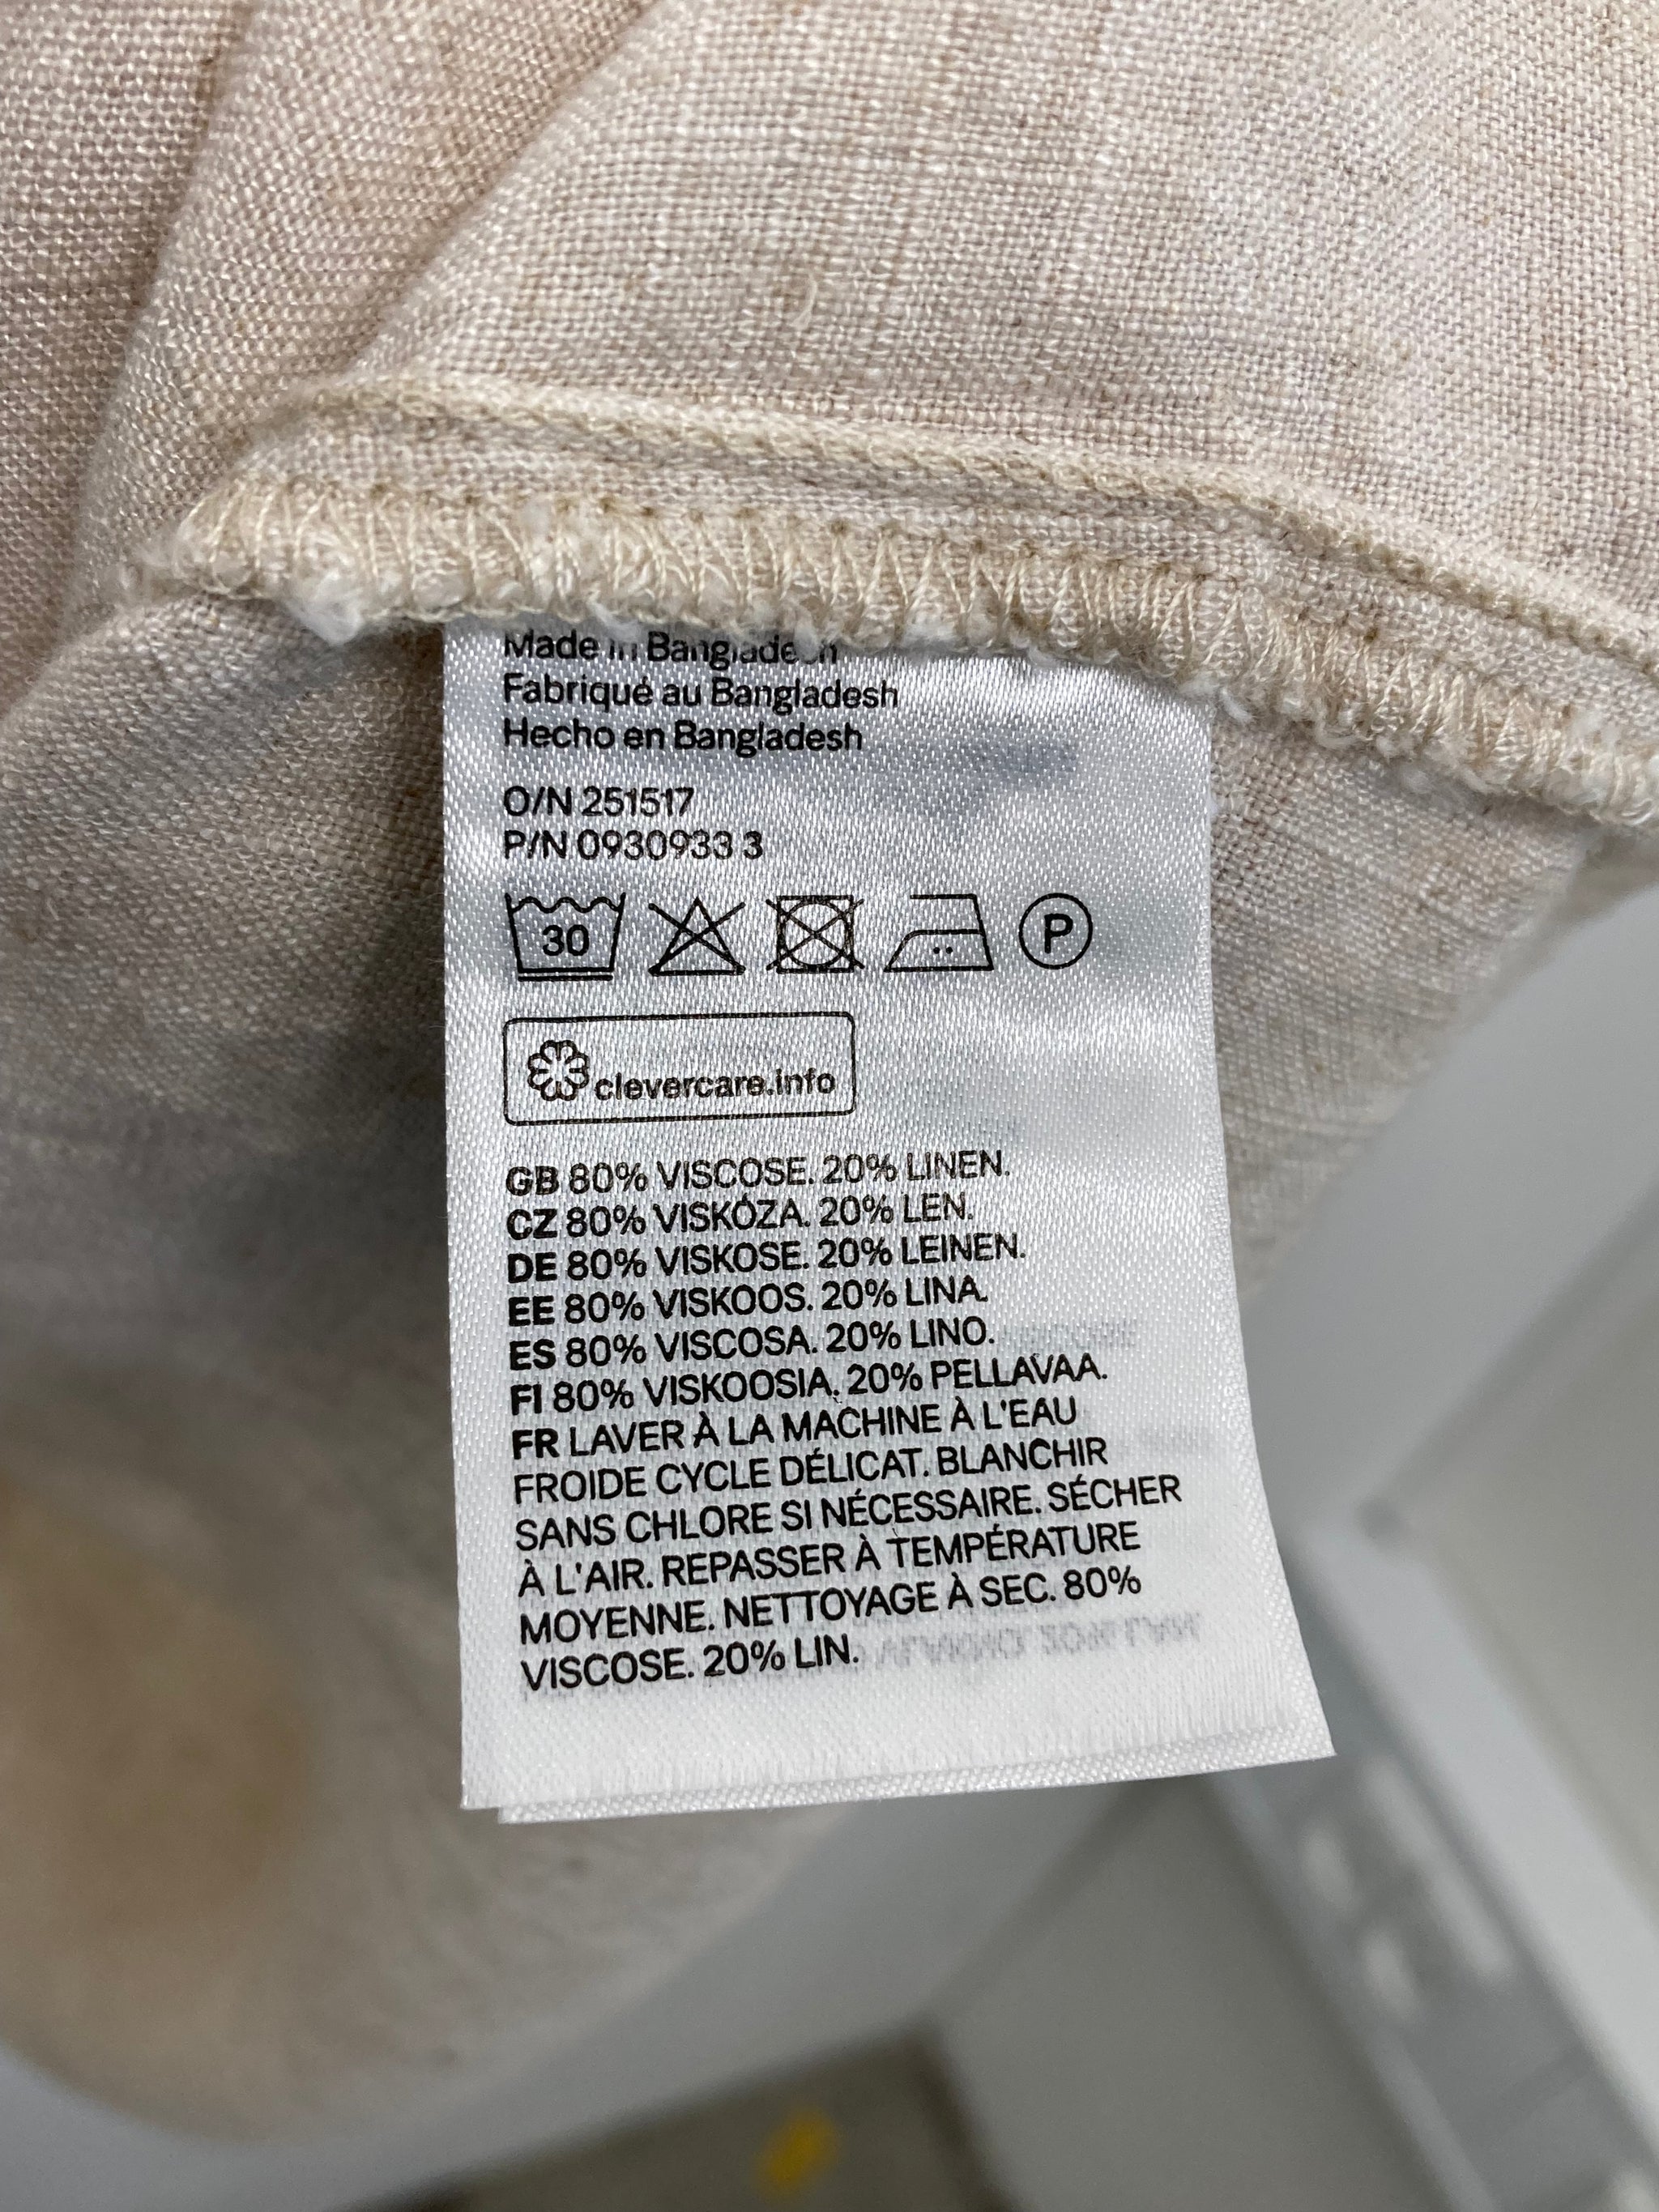 Made in Bangladesh
Fabriqué au Bangladesh
Hecho en Bangladesh
O/N 251517
P/N 0930933 3
30 P
clevercare.info
GB 80% VISCOSE. 20% LINEN.
CZ 80% VISKÓZA. 20% LEN.
DE 80% VISKOSE. 20% LEINEN.
EE 80% VISKOOS. 20% LINA.
ES 80% VISCOSA. 20% LINO.
FI 80% VISKOOSIA. 20% PELLAVAA.
FR LAVER À LA MACHINE À L'EAU
FROIDE CYCLE DÉLICAT. BLANCHIR
SANS CHLORE SI NÉCESSAIRE. SÉCHER
À L'AIR. REPASSER À TEMPÉRATURE
MOYENNE. NETTOYAGE À SEC. 80%
VISCOSE. 20% LIN.